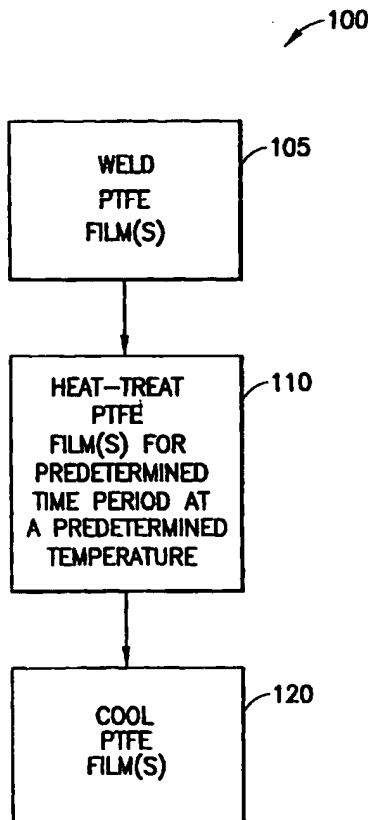 100
WELD
PTFE
FILM(S)
105
HEAT-TREAT
PTFE
FILM(S) FOR
PREDETERMINED
TIME PERIOD AT
A PREDETERMINED
TEMPERATURE
110
COOL
PTFE
FILM(S)
120